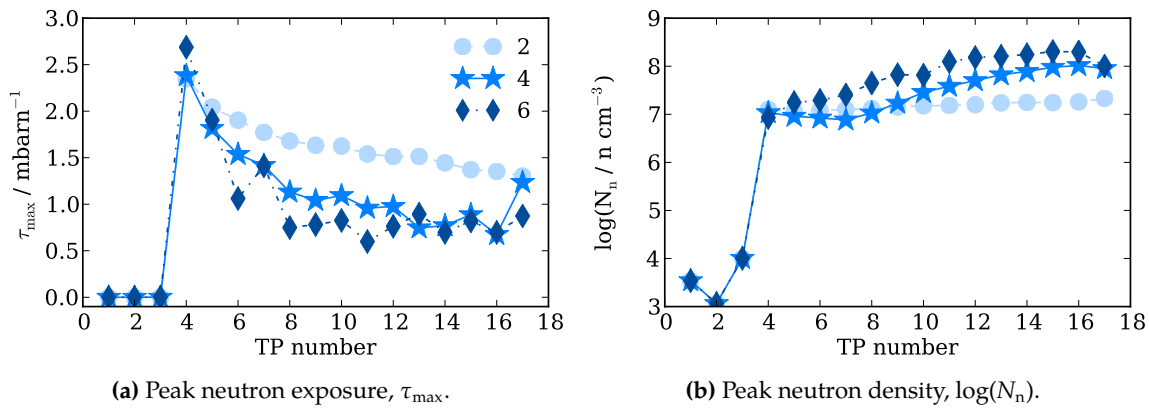 3.0
2.5
2.0
1.5
1.0
0.5
0.0
τmax / mbarn⁻¹
2
4
6
0 2 4 6 8 10 12 14 16 18
TP number
(a) Peak neutron exposure, τmax.
9
8
7
6
5
4
3
log(Nn / n cm⁻³)
0 2 4 6 8 10 12 14 16 18
TP number
(b) Peak neutron density, log(Nn).